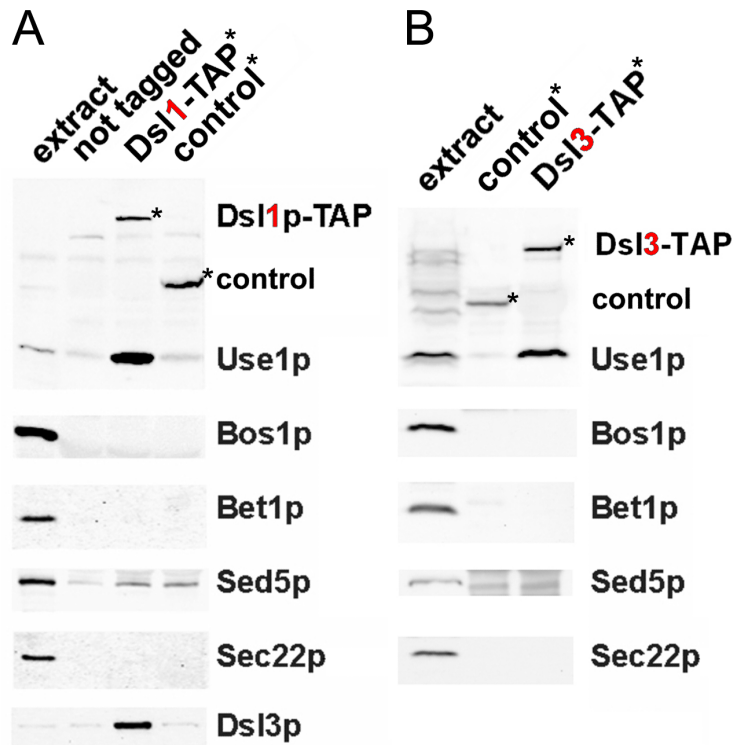 A
extract
not tagged
Dsl1-TAP*
control*
Dsl1p-TAP
*
*control
Use1p
Bos1p
Bet1p
Sed5p
Sec22p
Dsl3p
B
extract
control*
Dsl3-TAP*
* Dsl3-TAP
*
control
Use1p
Bos1p
Bet1p
Sed5p
Sec22p